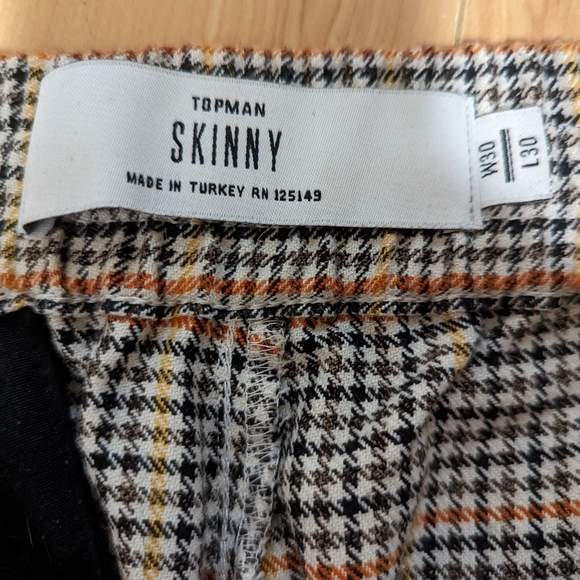 TOPMAN
SKINNY
MADE IN TURKEY RN 125149
W30
L30